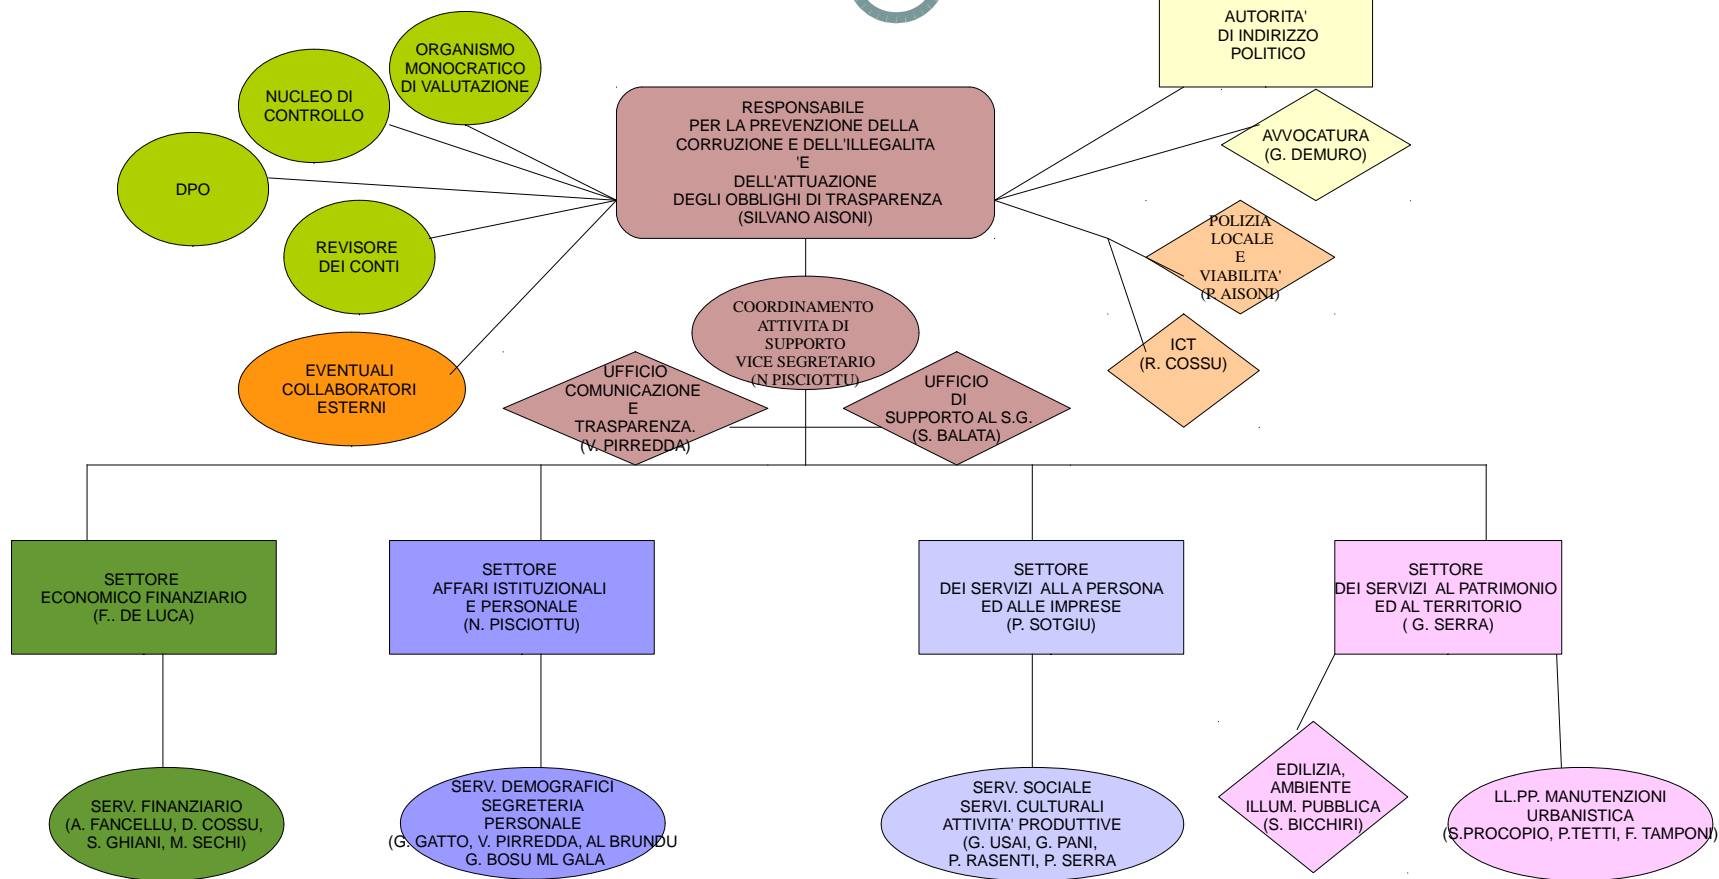 AUTORITA'
DI INDIRIZZO
POLITICO
ORGANISMO
MONOCRATICO
DI VALUTAZIONE
NUCLEO DI
CONTROLLO
DPO
REVISORE
DEI CONTI
EVENTUALI
COLLABORATORI
ESTERNI
RESPONSABILE
PER LA PREVENZIONE DELLA
CORRUZIONE E DELL'ILLEGALITA
'E
DELL'ATTUAZIONE
DEGLI OBBLIGHI DI TRASPARENZA
(SILVANO AISONI)
AVVOCATURA
(G. DEMURO)
POLIZIA
LOCALE
E
VIABILITA'
(P. AISONI)
ICT
(R. COSSU)
COORDINAMENTO
ATTIVITA DI
SUPPORTO
VICE SEGRETARIO
(N PISCIOTTU)
UFFICIO
COMUNICAZIONE
E
TRASPARENZA.
(V. PIRREDDA)
UFFICIO
DI
SUPPORTO AL S.G.
(S. BALATA)
SETTORE
ECONOMICO FINANZIARIO
(F.. DE LUCA)
SETTORE
AFFARI ISTITUZIONALI
E PERSONALE
(N. PISCIOTTU)
SETTORE
DEI SERVIZI ALL A PERSONA
ED ALLE IMPRESE
(P. SOTGIU)
SETTORE
DEI SERVIZI AL PATRIMONIO
ED AL TERRITORIO
( G. SERRA)
SERV. FINANZIARIO
(A. FANCELLU, D. COSSU,
S. GHIANI, M. SECHI)
SERV. DEMOGRAFICI
SEGRETERIA
PERSONALE
(G. GATTO, V. PIRREDDA, AL BRUNDU
G. BOSU ML GALA
SERV. SOCIALE
SERVI. CULTURALI
ATTIVITA' PRODUTTIVE
(G. USAI, G. PANI,
P. RASENTI, P. SERRA
EDILIZIA,
AMBIENTE
ILLUM. PUBBLICA
(S. BICCHIRI)
LL.PP. MANUTENZIONI
URBANISTICA
(S.PROCOPIO, P.TETTI, F. TAMPONI)